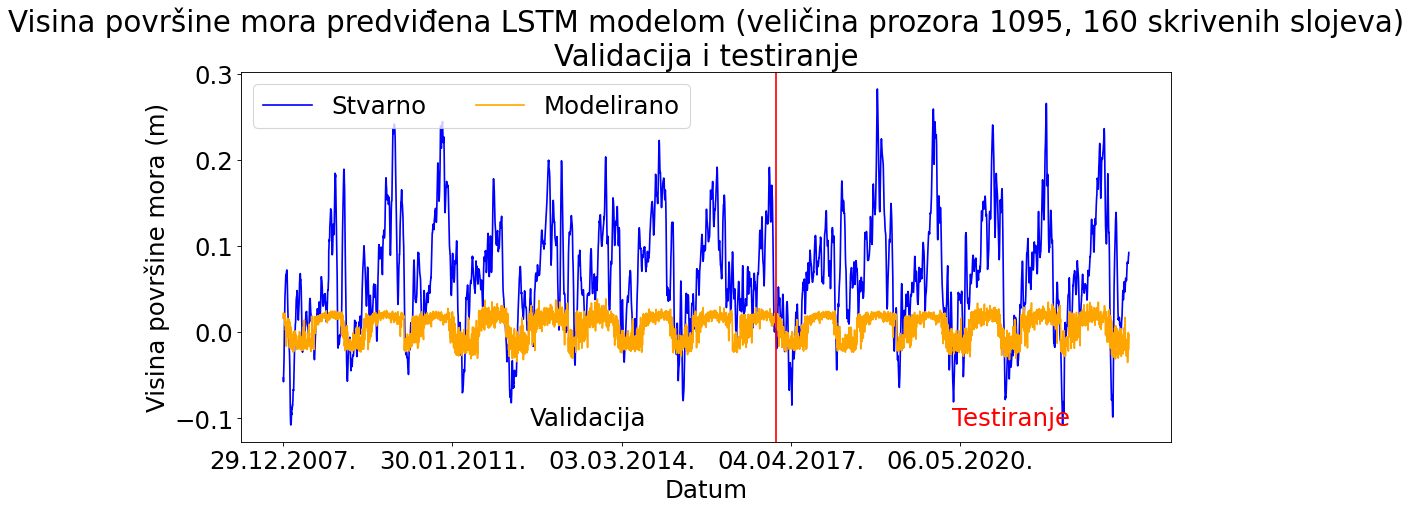 Visina površine mora predviđena LSTM modelom (veličina prozora 1095, 160 skrivenih slojeva)
Validacija i testiranje
Visina površine mora (m)
0.3
0.2
0.1
0.0
−0.1
Stvarno Modelirano
Validacija Testiranje
29.12.2007. 30.01.2011. 03.03.2014. 04.04.2017. 06.05.2020.
Datum